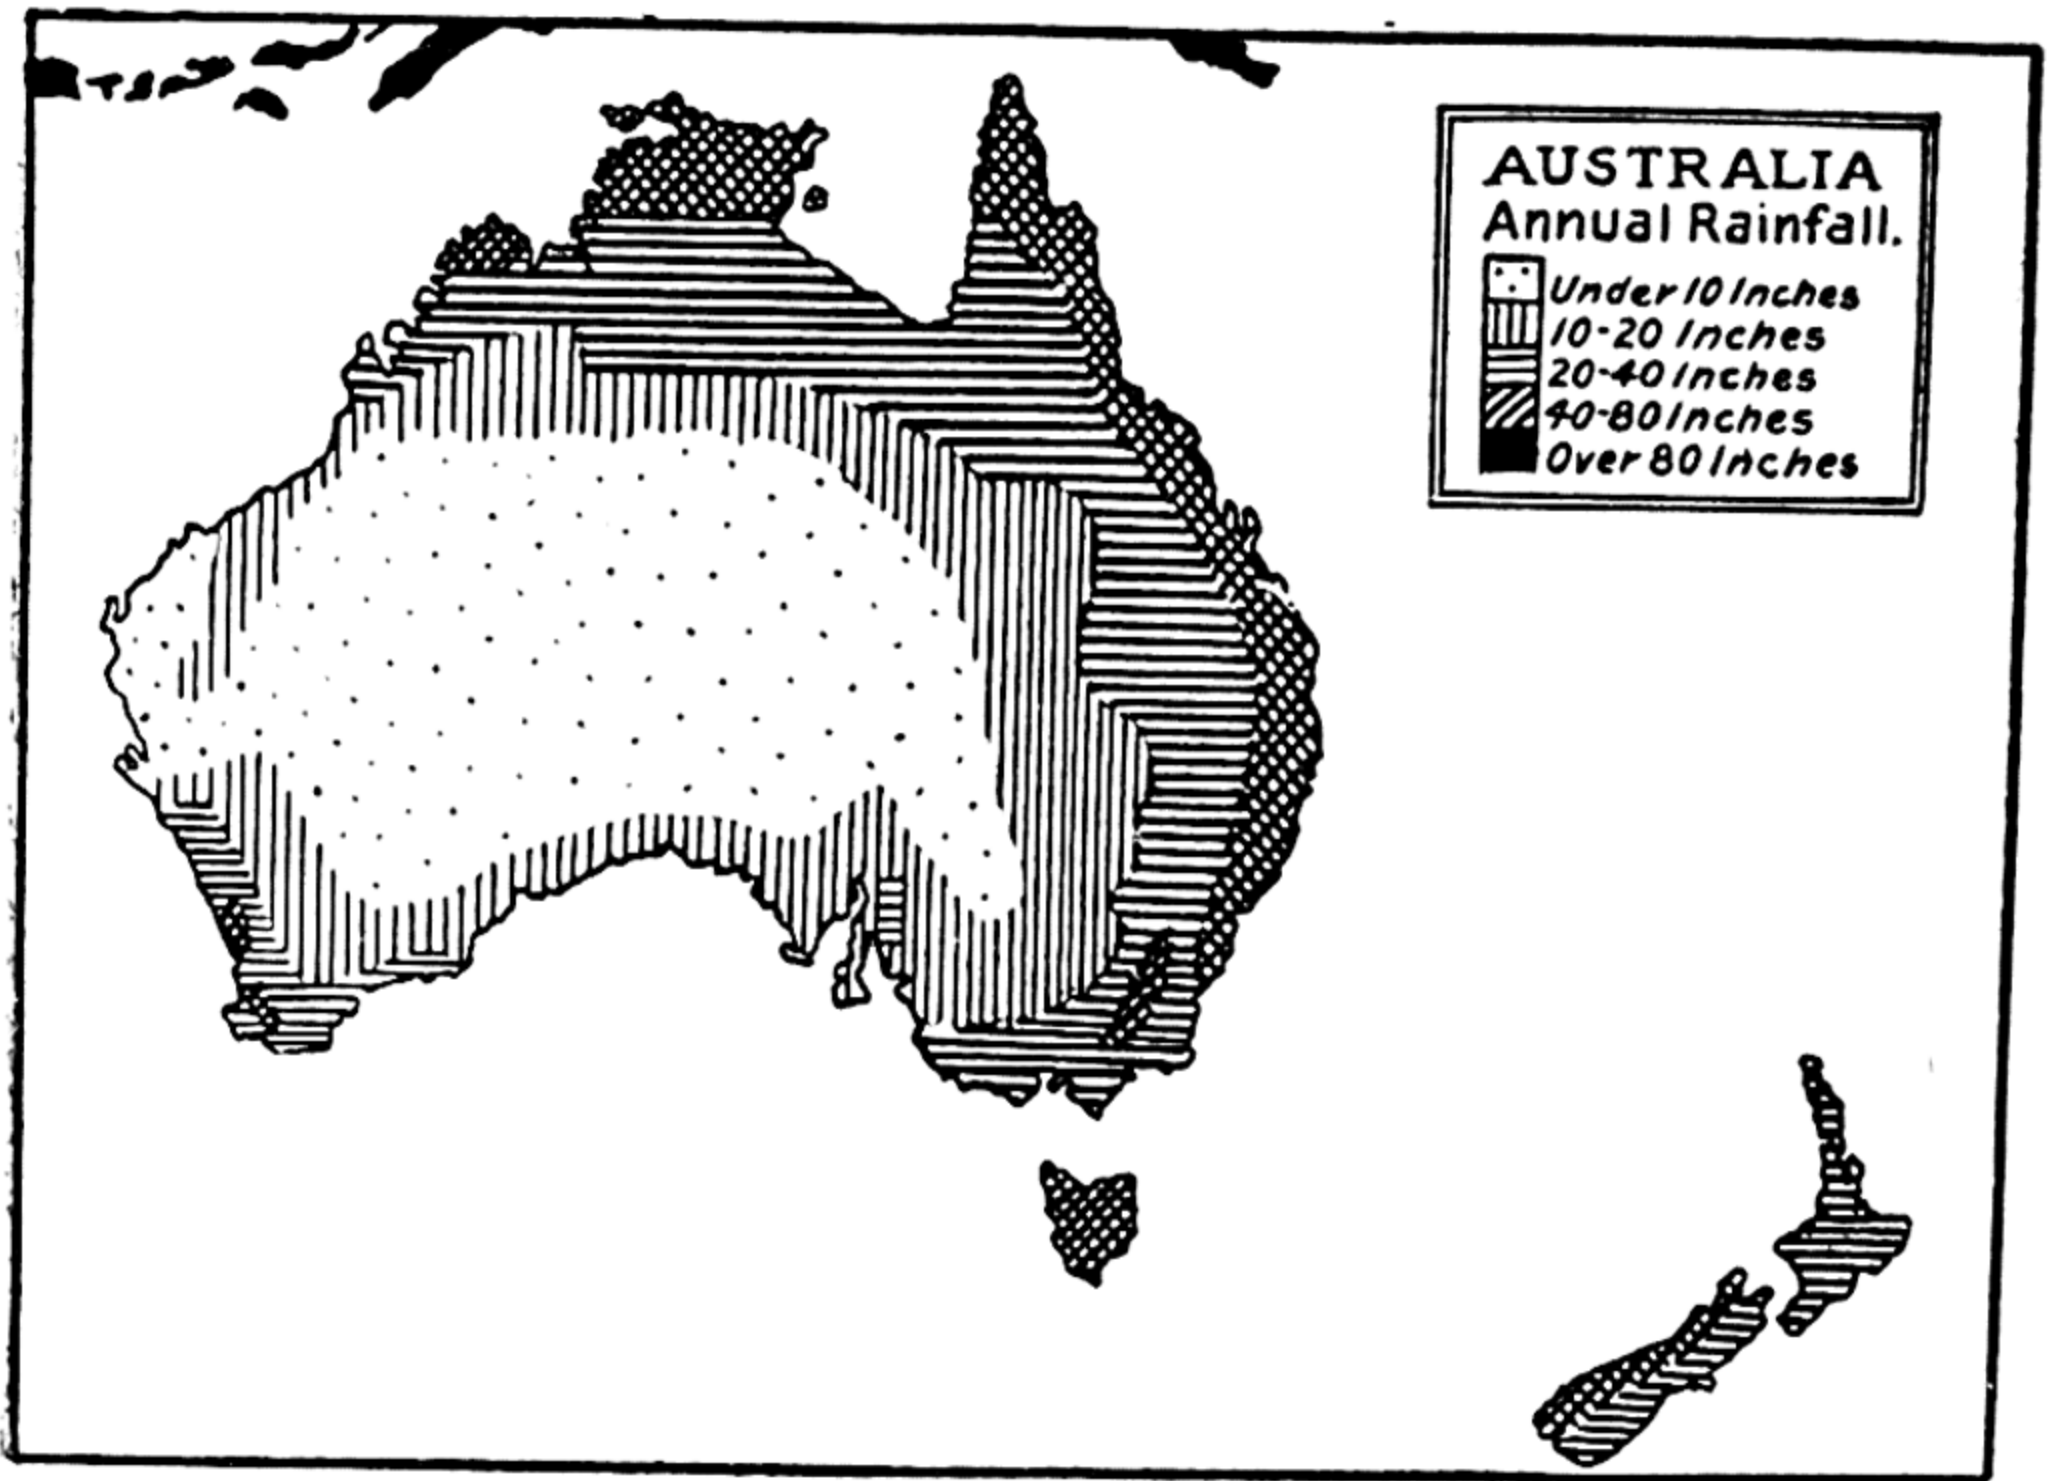 AUSTRALIA
Annual Rainfall.
Under 10 Inches
10-20 Inches
20-40 Inches
40-80 Inches
Over 80 Inches